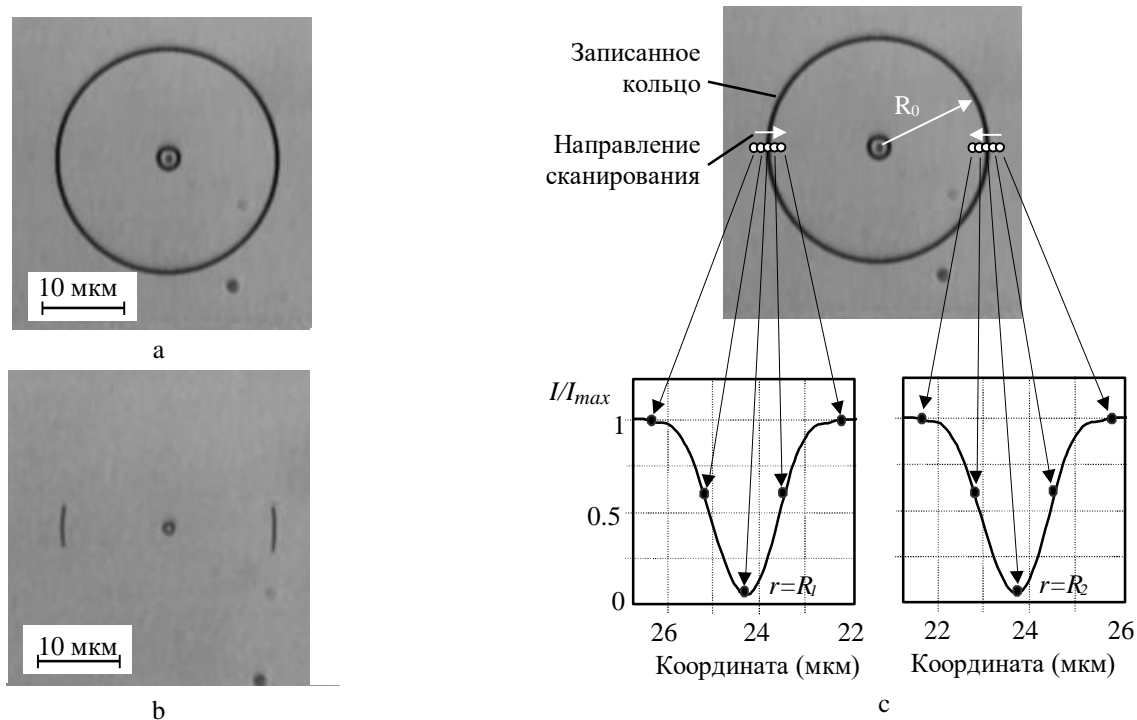 10 мкм
a
10 мкм
b
Записанное
кольцо
R0
Направление
сканирования
I/Imax
1
0.5
0
r=R1
26 24 22
Координата (мкм)
r=R2
22 24 26
Координата (мкм)
c